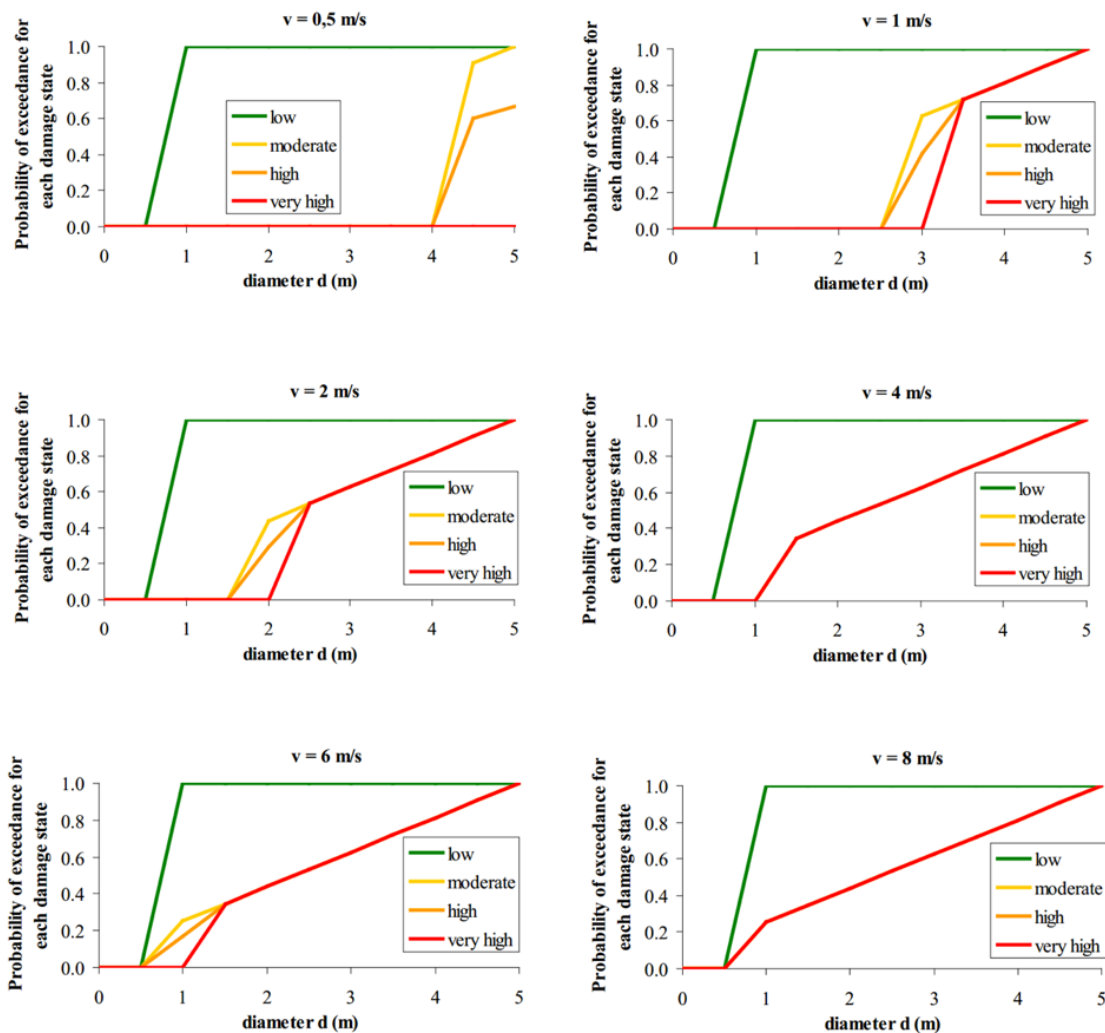 v = 0,5 m/s
Probability of exceedance for
each damage state
1.0
0.8
0.6
0.4
0.2
0.0
low
moderate
high
very high
0 1 2 3 4 5
diameter d (m)
v = 1 m/s
Probability of exceedance for
each damage state
1.0
0.8
0.6
0.4
0.2
0.0
low
moderate
high
very high
0 1 2 3 4 5
diameter d (m)
v = 2 m/s
Probability of exceedance for
each damage state
1.0
0.8
0.6
0.4
0.2
0.0
low
moderate
high
very high
0 1 2 3 4 5
diameter d (m)
v = 4 m/s
Probability of exceedance for
each damage state
1.0
0.8
0.6
0.4
0.2
0.0
low
moderate
high
very high
0 1 2 3 4 5
diameter d (m)
v = 6 m/s
Probability of exceedance for
each damage state
1.0
0.8
0.6
0.4
0.2
0.0
low
moderate
high
very high
0 1 2 3 4 5
diameter d (m)
v = 8 m/s
Probability of exceedance for
each damage state
1.0
0.8
0.6
0.4
0.2
0.0
low
moderate
high
very high
0 1 2 3 4 5
diameter d (m)